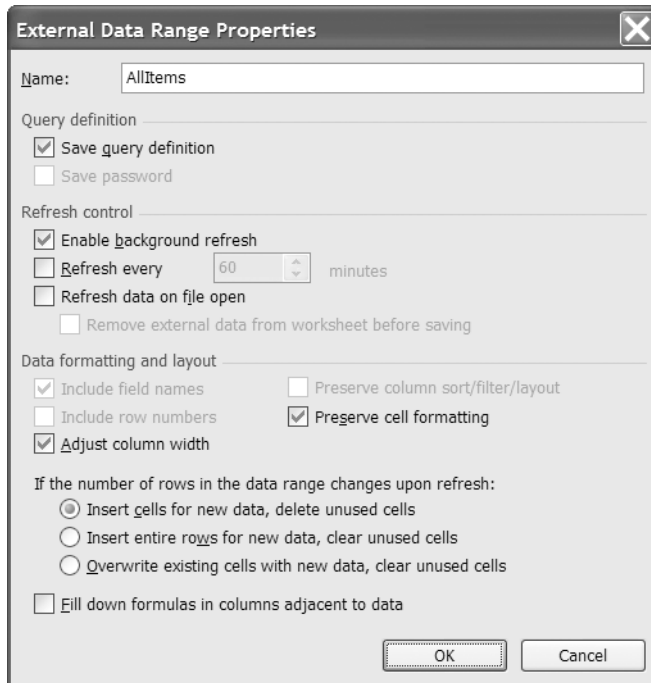 External Data Range Properties
Name: AllItems
Query definition
Save query definition
Save password
Refresh control
Enable background refresh
Refresh every 60 minutes
Refresh data on file open
Remove external data from worksheet before saving
Data formatting and layout
Include field names Preserve column sort/filter/layout
Include row numbers Preserve cell formatting
Adjust column width
If the number of rows in the data range changes upon refresh:
Insert cells for new data, delete unused cells
Insert entire rows for new data, clear unused cells
Overwrite existing cells with new data, clear unused cells
Fill down formulas in columns adjacent to data
OK Cancel